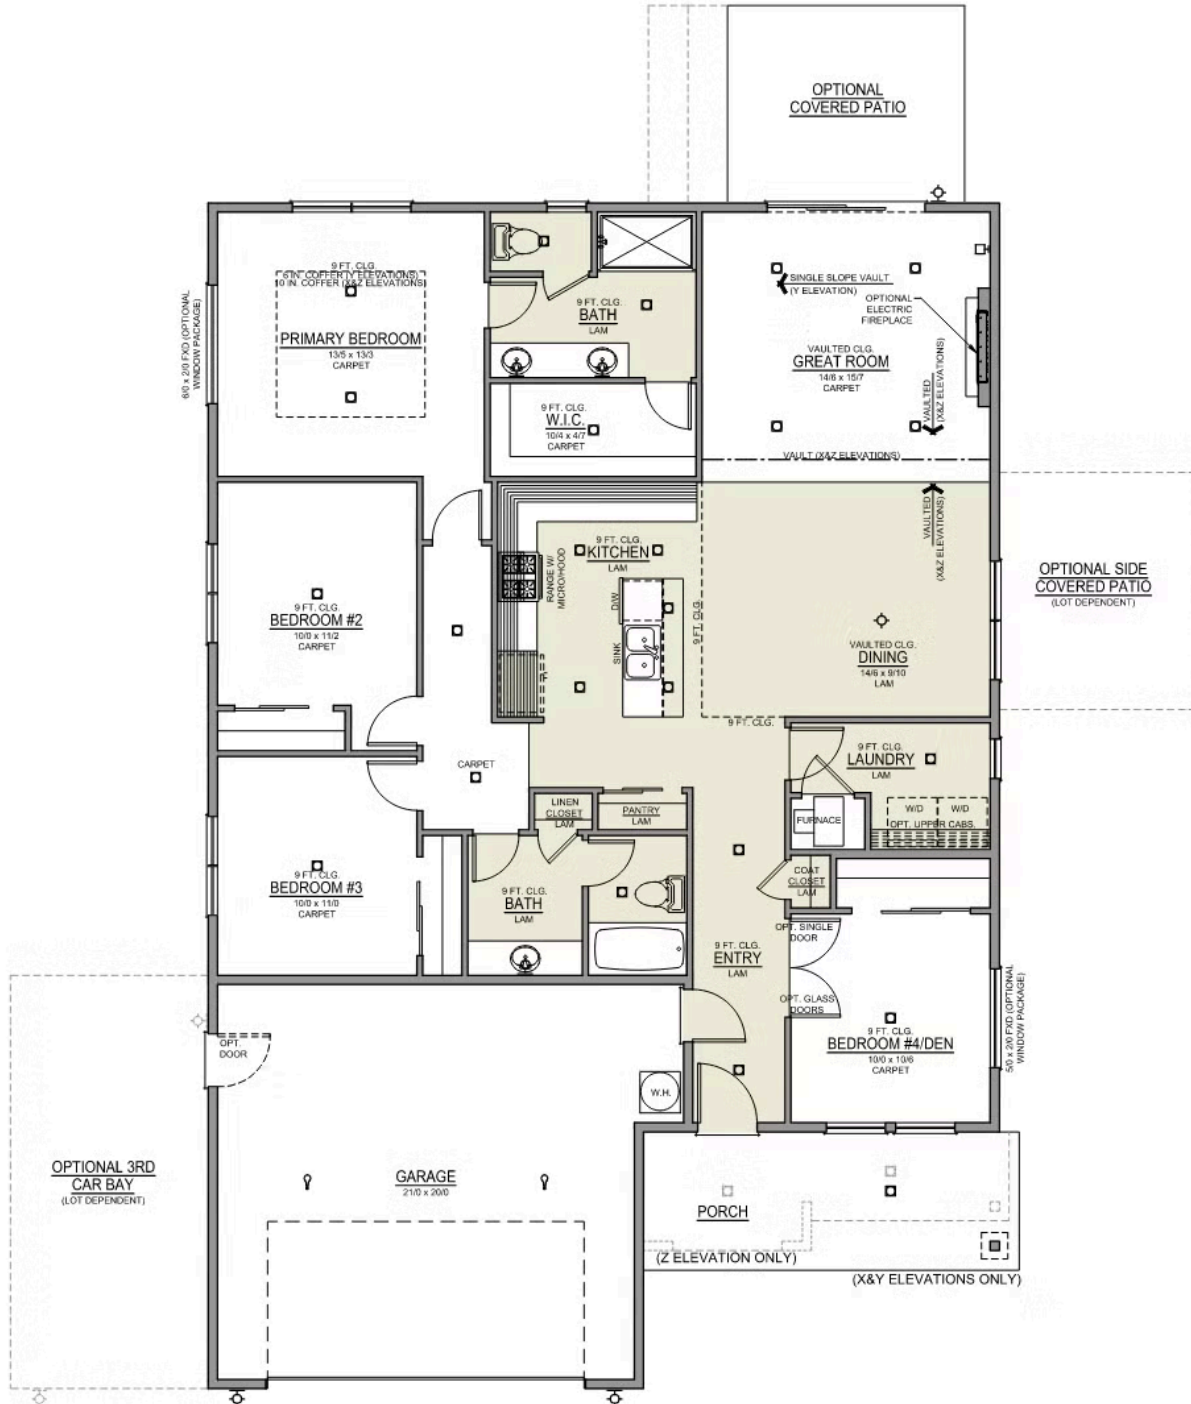 OPTIONAL
COVERED PATIO
9 FT. CLG.
6 IN. COFFER (Y ELEVATIONS)
10 IN. COFFER (X&Z ELEVATIONS)
PRIMARY BEDROOM
13/5 x 13/3
CARPET
6/0 x 2/0 FXD (OPTIONAL
WINDOW PACKAGE)
9 FT. CLG.
BATH
LAM
9 FT. CLG.
W.I.C.
10/4 x 4/7
CARPET
SINGLE SLOPE VAULT
(Y ELEVATION)
OPTIONAL
ELECTRIC
FIREPLACE
VAULTED CLG.
GREAT ROOM
14/6 x 15/7
CARPET
VAULTED
(X&Z ELEVATIONS)
VAULT (X&Z ELEVATIONS)
VAULTED
(X&Z ELEVATIONS)
9 FT. CLG.
KITCHEN
LAM
RANGE W/
MICRO/HOOD
D/W
SINK
9 FT. CLG.
OPTIONAL SIDE
COVERED PATIO
(LOT DEPENDENT)
9 FT. CLG.
BEDROOM #2
10/0 x 11/2
CARPET
VAULTED CLG.
DINING
14/6 x 9/10
LAM
9 FT. CLG.
CARPET
9 FT. CLG.
LAUNDRY
LAM
LINEN
CLOSET
LAM
PANTRY
LAM
FURNACE
W/D
W/D
OPT. UPPER CABS.
9 FT. CLG.
BEDROOM #3
10/0 x 11/0
CARPET
9 FT. CLG.
BATH
LAM
COAT
CLOSET
LAM
OPT. SINGLE
DOOR
9 FT. CLG.
ENTRY
LAM
OPT. GLASS
DOORS
5/0 x 2/0 FXD (OPTIONAL
WINDOW PACKAGE)
9 FT. CLG.
BEDROOM #4/DEN
10/0 x 10/6
CARPET
OPT.
DOOR
W.H.
OPTIONAL 3RD
CAR BAY
(LOT DEPENDENT)
GARAGE
21/0 x 20/0
PORCH
(Z ELEVATION ONLY)
(X&Y ELEVATIONS ONLY)